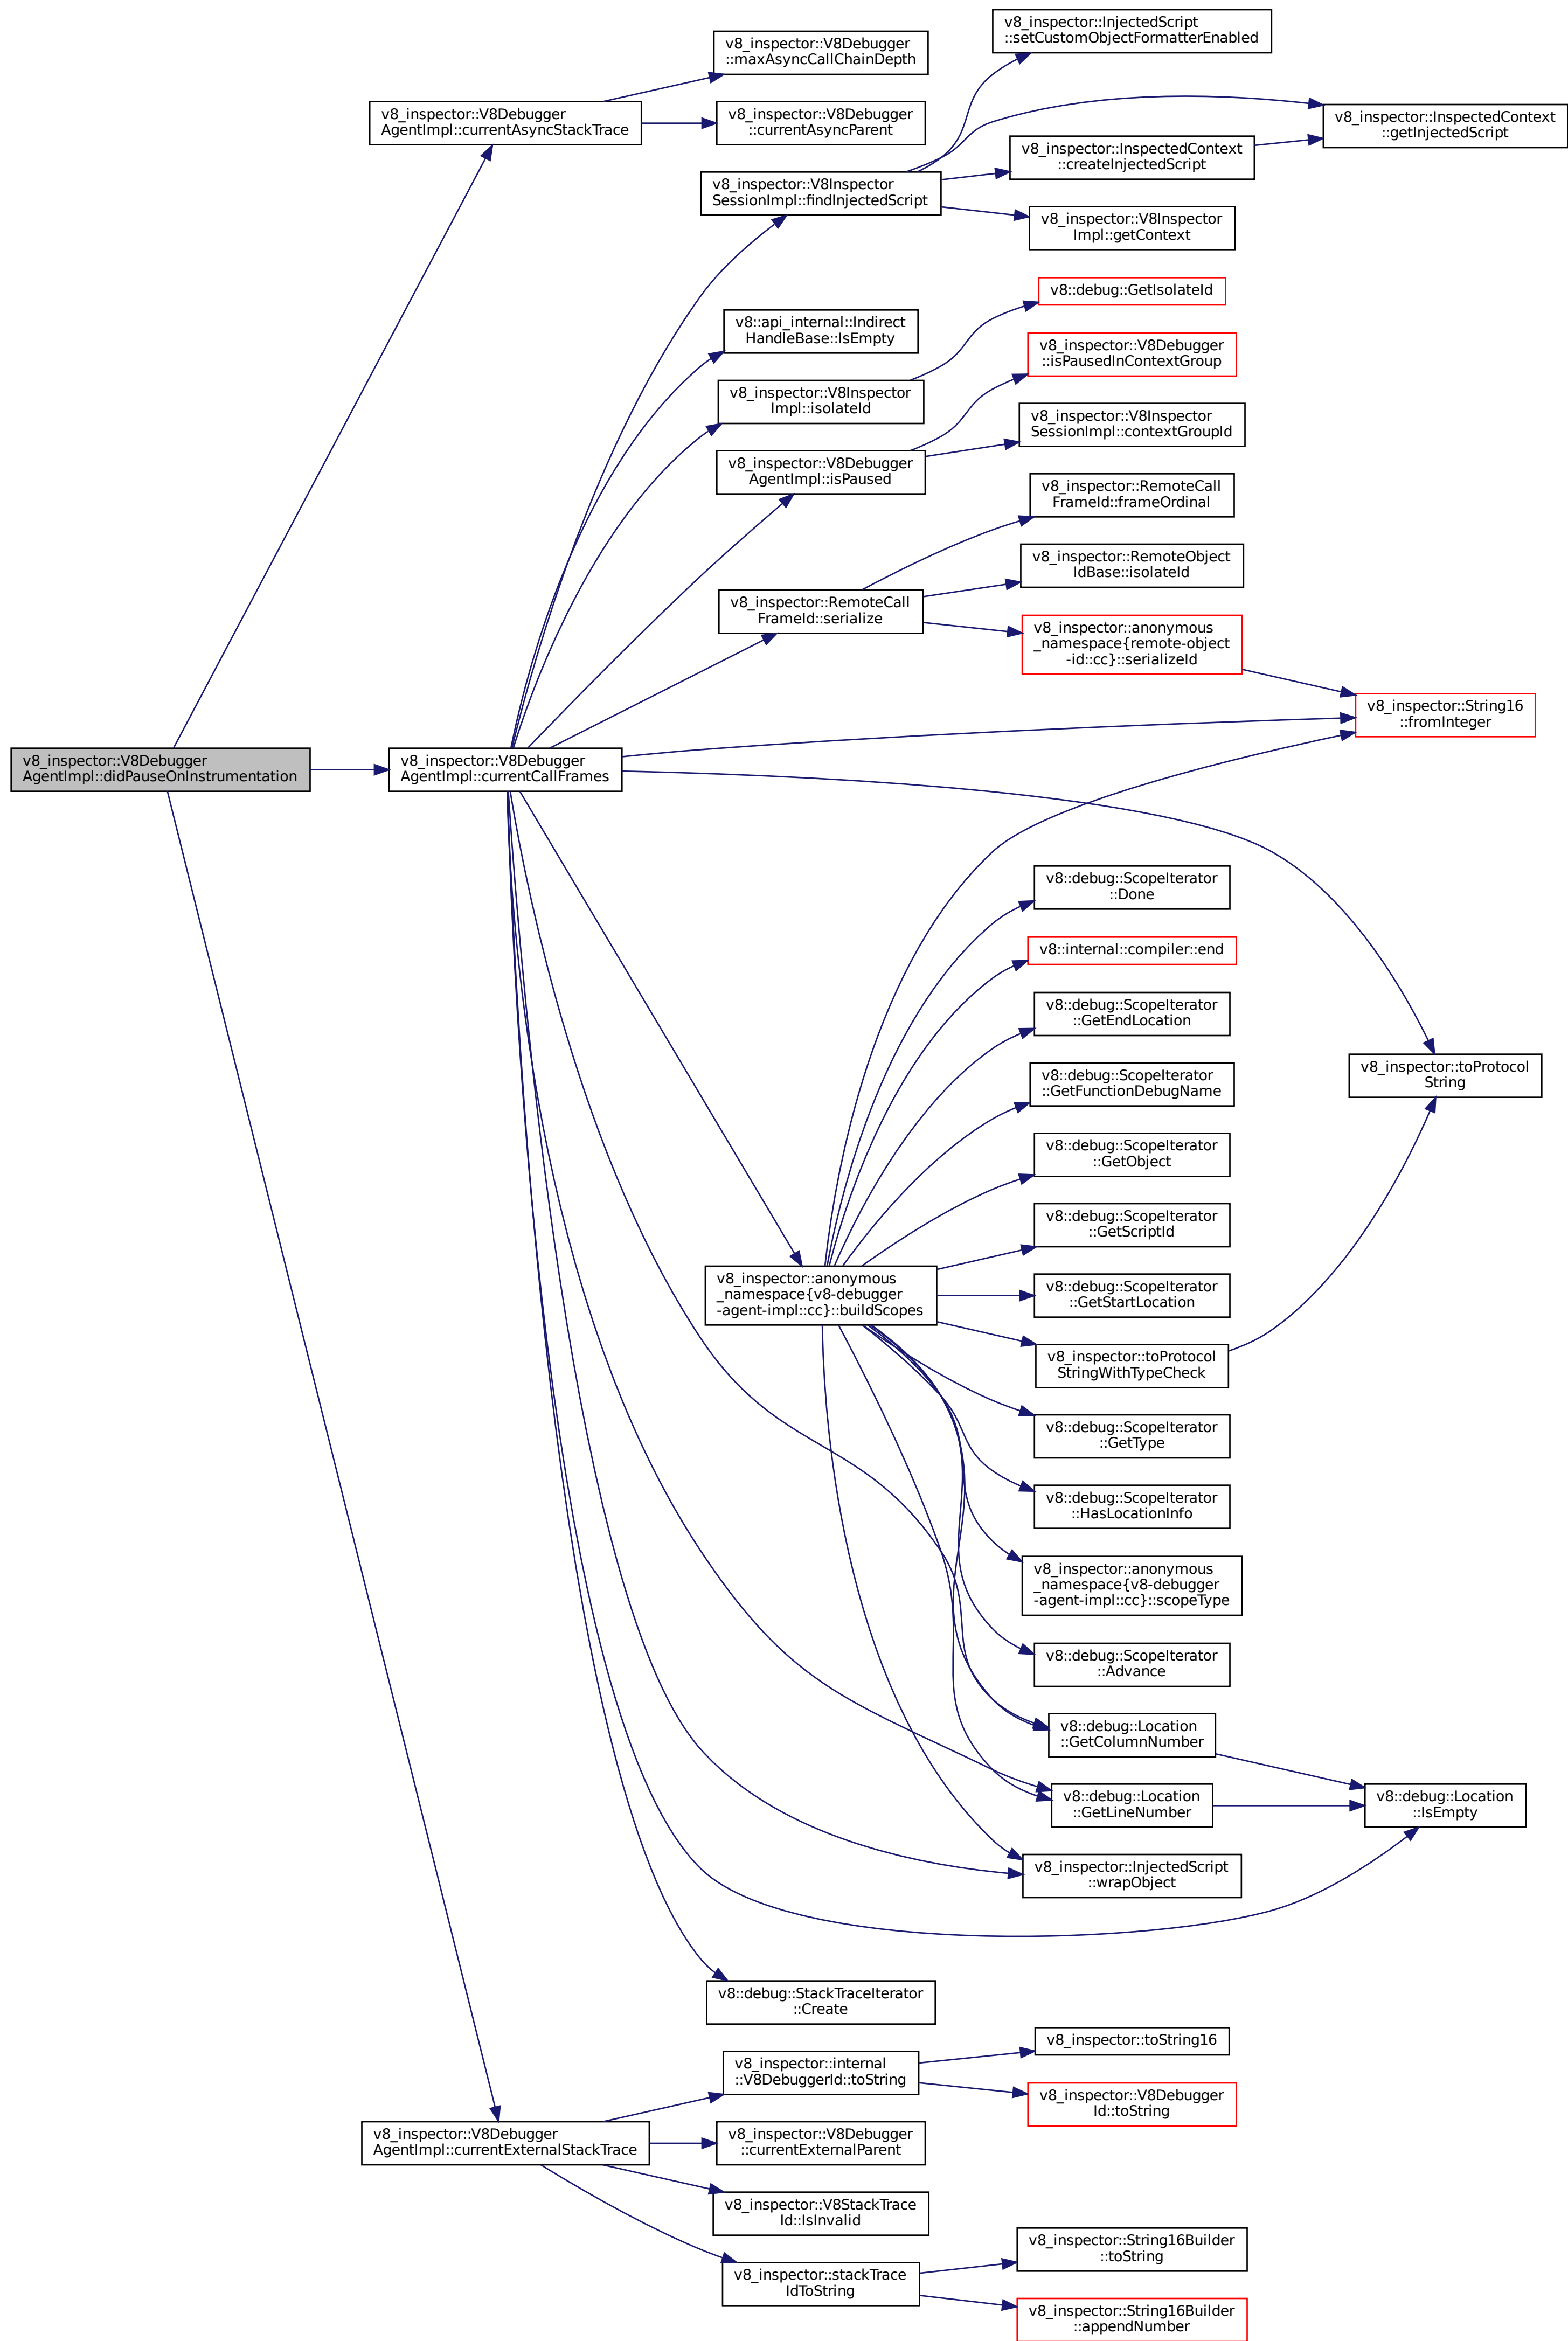 v8_inspector::InjectedScript
::setCustomObjectFormatterEnabled
v8_inspector::V8Debugger
::maxAsyncCallChainDepth
v8_inspector::V8Debugger
AgentImpl::currentAsyncStackTrace
v8_inspector::V8Debugger
::currentAsyncParent
v8_inspector::InspectedContext
::getInjectedScript
v8_inspector::InspectedContext
::createInjectedScript
v8_inspector::V8Inspector
SessionImpl::findInjectedScript
v8_inspector::V8Inspector
Impl::getContext
v8::debug::GetIsolateId
v8::api_internal::Indirect
HandleBase::IsEmpty
v8_inspector::V8Debugger
::isPausedInContextGroup
v8_inspector::V8Inspector
Impl::isolateId
v8_inspector::V8Inspector
SessionImpl::contextGroupId
v8_inspector::V8Debugger
AgentImpl::isPaused
v8_inspector::RemoteCall
FrameId::frameOrdinal
v8_inspector::RemoteObject
IdBase::isolateId
v8_inspector::RemoteCall
FrameId::serialize
v8_inspector::anonymous
_namespace{remote-object
-id::cc}::serializeId
v8_inspector::String16
::fromInteger
v8_inspector::V8Debugger
AgentImpl::didPauseOnInstrumentation
v8_inspector::V8Debugger
AgentImpl::currentCallFrames
v8::debug::ScopeIterator
::Done
v8::internal::compiler::end
v8::debug::ScopeIterator
::GetEndLocation
v8::debug::ScopeIterator
::GetFunctionDebugName
v8_inspector::toProtocol
String
v8::debug::ScopeIterator
::GetObject
v8::debug::ScopeIterator
::GetScriptId
v8_inspector::anonymous
_namespace{v8-debugger
-agent-impl::cc}::buildScopes
v8::debug::ScopeIterator
::GetStartLocation
v8_inspector::toProtocol
StringWithTypeCheck
v8::debug::ScopeIterator
::GetType
v8::debug::ScopeIterator
::HasLocationInfo
v8_inspector::anonymous
_namespace{v8-debugger
-agent-impl::cc}::scopeType
v8::debug::ScopeIterator
::Advance
v8::debug::Location
::GetColumnNumber
v8::debug::Location
::GetLineNumber
v8::debug::Location
::IsEmpty
v8_inspector::InjectedScript
::wrapObject
v8::debug::StackTraceIterator
::Create
v8_inspector::toString16
v8_inspector::internal
::V8DebuggerId::toString
v8_inspector::V8Debugger
Id::toString
v8_inspector::V8Debugger
AgentImpl::currentExternalStackTrace
v8_inspector::V8Debugger
::currentExternalParent
v8_inspector::V8StackTrace
Id::IsInvalid
v8_inspector::String16Builder
::toString
v8_inspector::stackTrace
IdToString
v8_inspector::String16Builder
::appendNumber